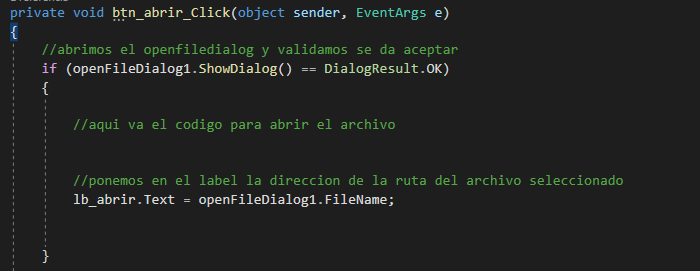 private void btn_abrir_Click(object sender, EventArgs e)
{
//abrimos el openfiledialog y validamos se da aceptar
if (openFileDialog1.ShowDialog() == DialogResult.OK)
{
//aqui va el codigo para abrir el archivo
//ponemos en el label la direccion de la ruta del archivo seleccionado
lb_abrir.Text = openFileDialog1.FileName;
}